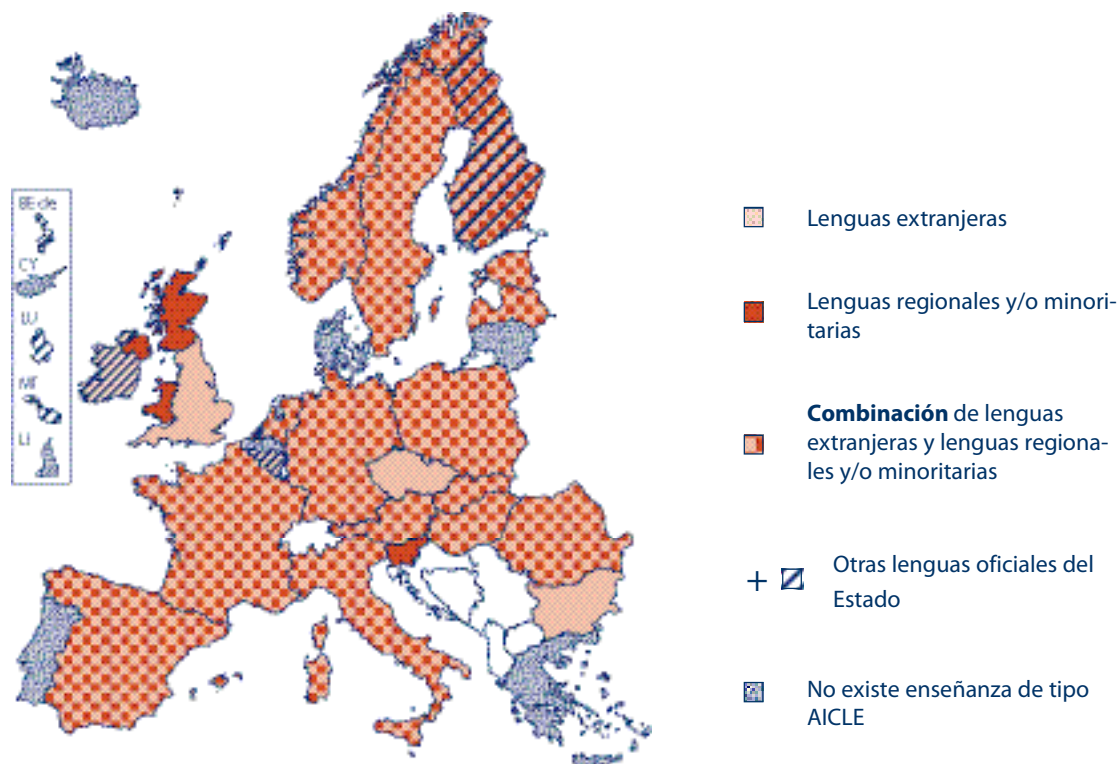 BE de
CY
LU
MT
LI
Lenguas extranjeras
Lenguas regionales y/o minori-
tarias
Combinación de lenguas
extranjeras y lenguas regiona-
les y/o minoritarias
+ Otras lenguas oficiales del
Estado
No existe enseñanza de tipo
AICLE